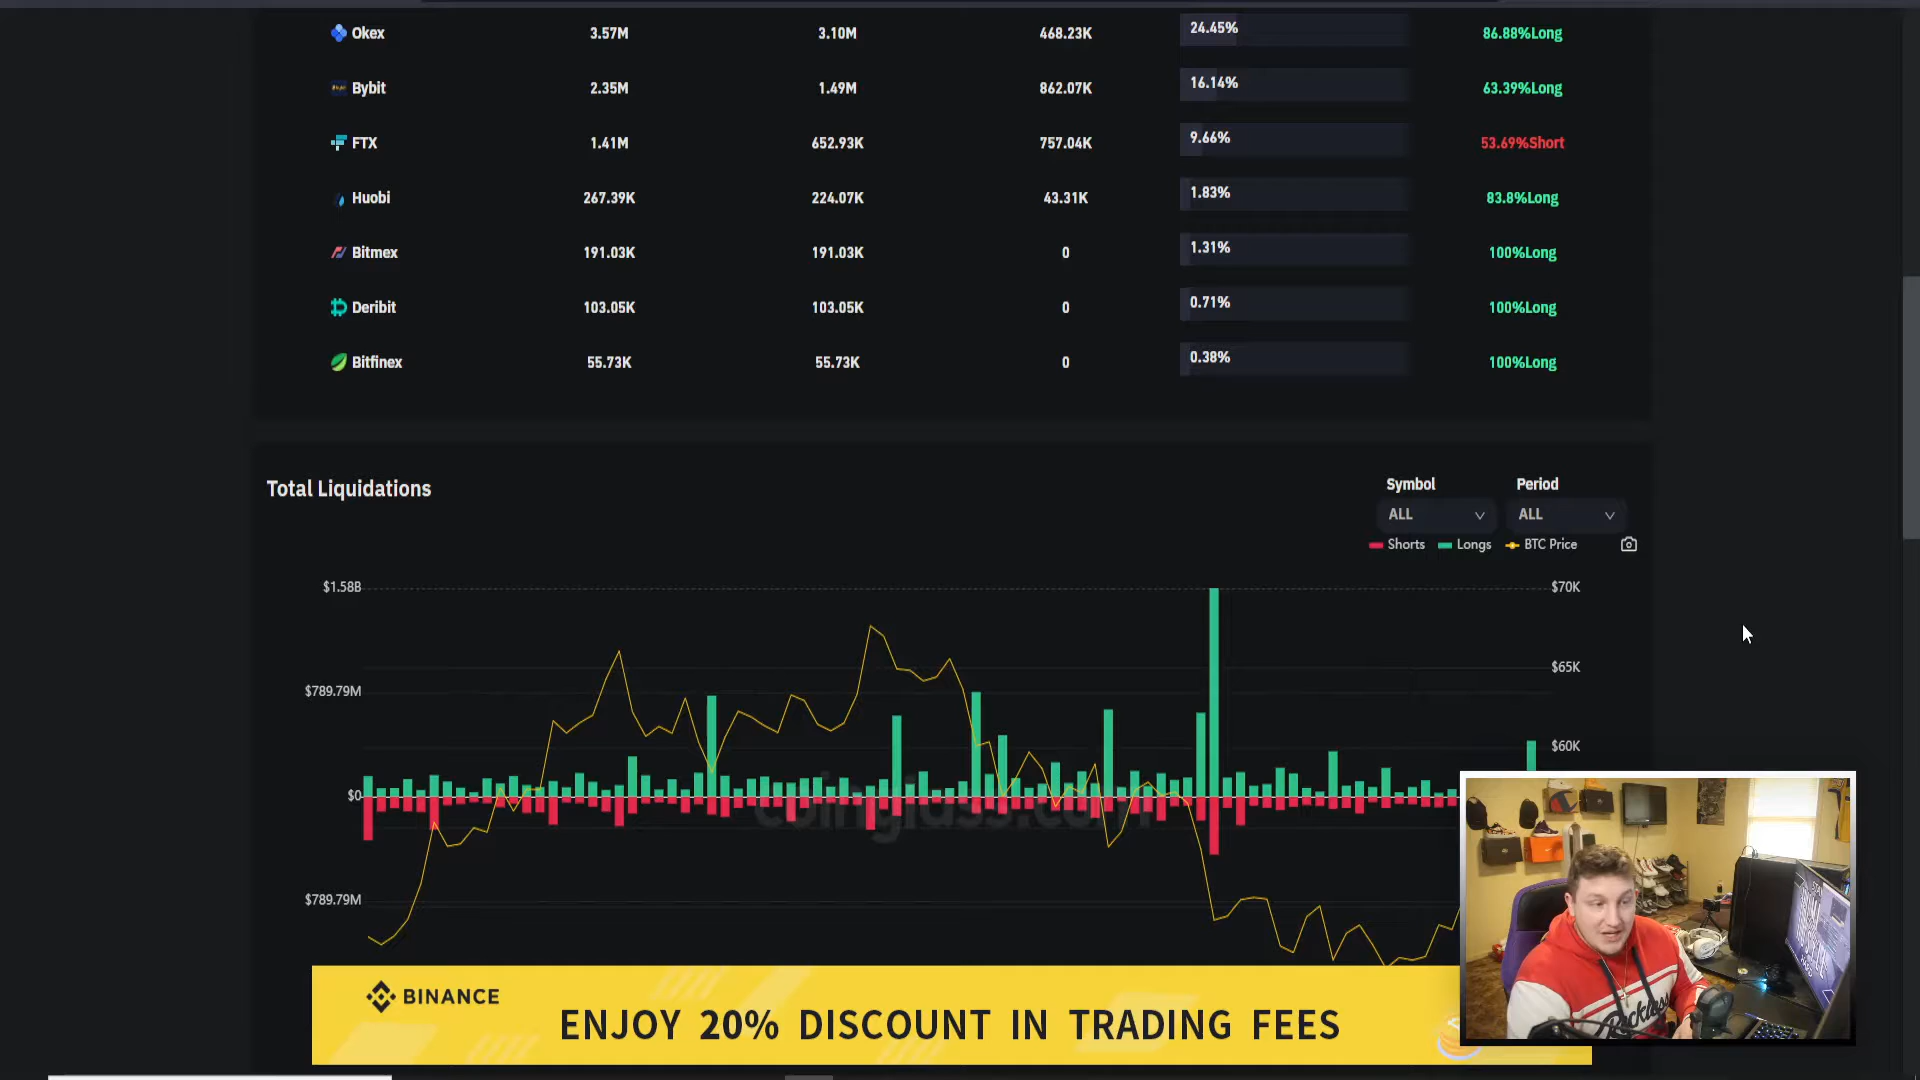 Okex 3.57M 3.10M 468.23K 24.45% 86.88%Long
Bybit 2.35M 1.49M 862.07K 16.14% 63.39%Long
FTX 1.41M 652.93K 757.04K 9.66% 53.69%Short
Huobi 267.39K 224.07K 43.31K 1.83% 83.8%Long
Bitmex 191.03K 191.03K 0 1.31% 100%Long
Deribit 103.05K 103.05K 0 0.71% 100%Long
Bitfinex 55.73K 55.73K 0 0.38% 100%Long
Total Liquidations
Symbol Period
ALL ALL
Shorts Longs BTC Price
$1.58B $70K
$65K
$789.79M
$60K
$0
coinglass.com
$789.79M
BINANCE
ENJOY 20% DISCOUNT IN TRADING FEES
Reckless